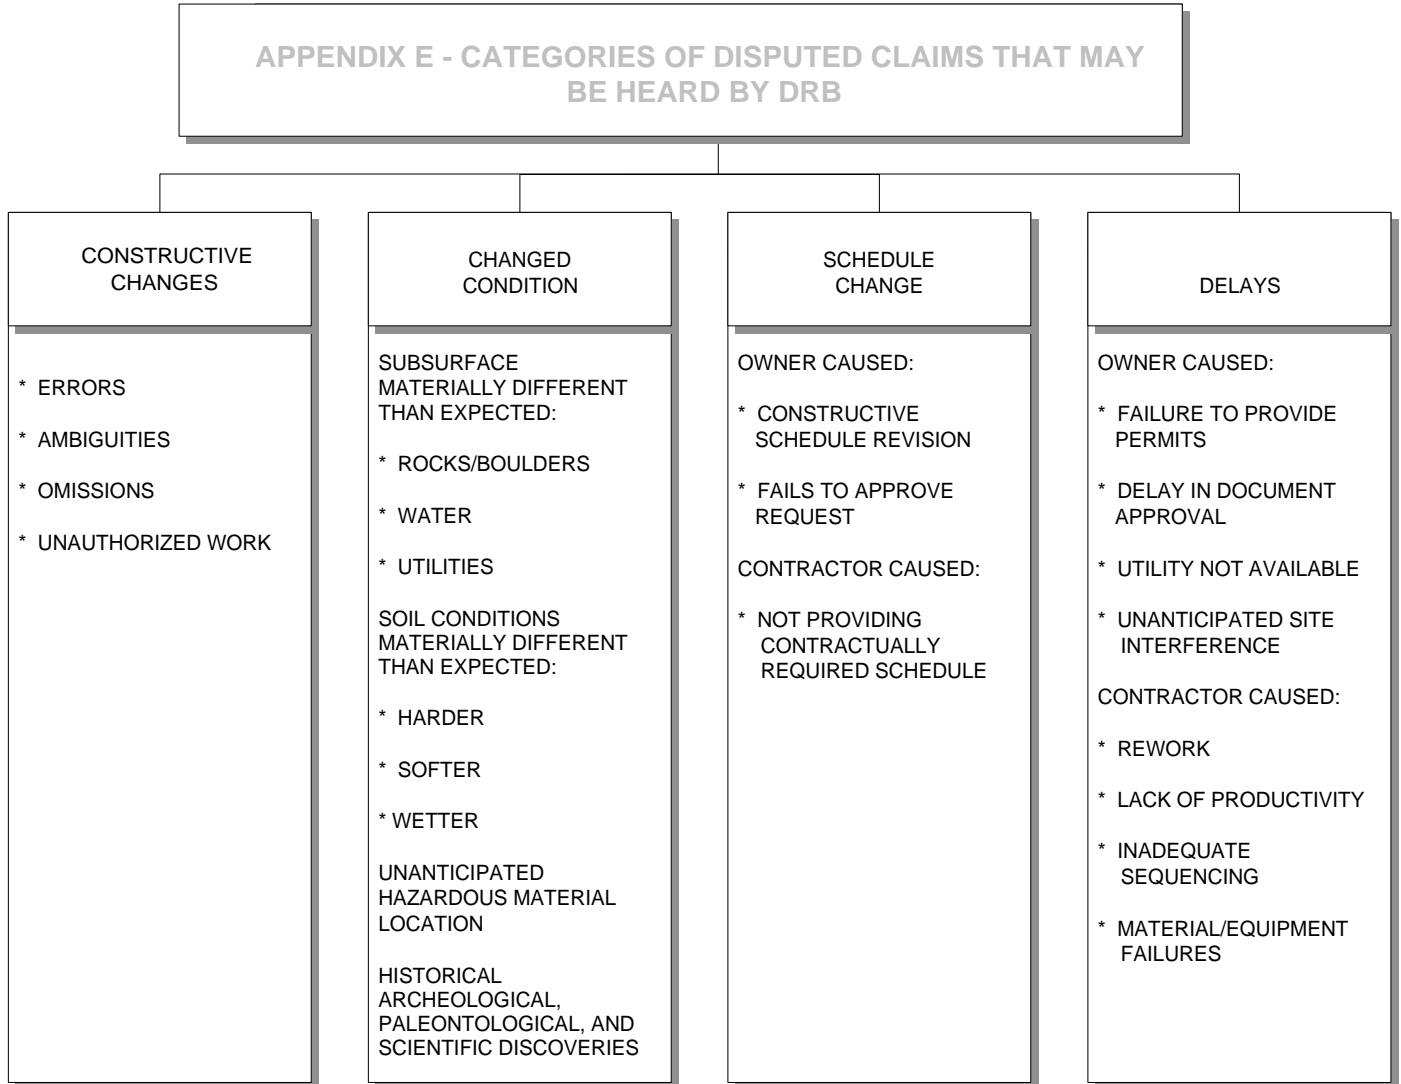 APPENDIX E - CATEGORIES OF DISPUTED CLAIMS THAT MAY
BE HEARD BY DRB
CONSTRUCTIVE
CHANGES
* ERRORS
* AMBIGUITIES
* OMISSIONS
* UNAUTHORIZED WORK
CHANGED
CONDITION
SUBSURFACE
MATERIALLY DIFFERENT
THAN EXPECTED:
* ROCKS/BOULDERS
* WATER
* UTILITIES
SOIL CONDITIONS
MATERIALLY DIFFERENT
THAN EXPECTED:
* HARDER
* SOFTER
* WETTER
UNANTICIPATED
HAZARDOUS MATERIAL
LOCATION
HISTORICAL
ARCHEOLOGICAL,
PALEONTOLOGICAL, AND
SCIENTIFIC DISCOVERIES
SCHEDULE
CHANGE
OWNER CAUSED:
* CONSTRUCTIVE
SCHEDULE REVISION
* FAILS TO APPROVE
REQUEST
CONTRACTOR CAUSED:
* NOT PROVIDING
CONTRACTUALLY
REQUIRED SCHEDULE
DELAYS
OWNER CAUSED:
* FAILURE TO PROVIDE
PERMITS
* DELAY IN DOCUMENT
APPROVAL
* UTILITY NOT AVAILABLE
* UNANTICIPATED SITE
INTERFERENCE
CONTRACTOR CAUSED:
* REWORK
* LACK OF PRODUCTIVITY
* INADEQUATE
SEQUENCING
* MATERIAL/EQUIPMENT
FAILURES